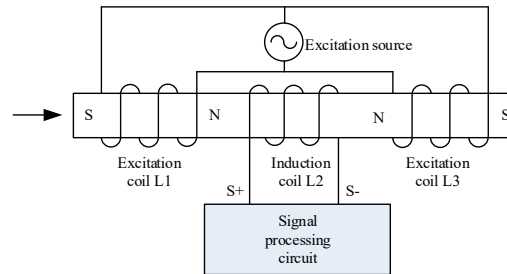 Excitation source
S
N
N
S
Excitation
coil L1
Induction
coil L2
Excitation
coil L3
S+
S-
Signal
processing
circuit